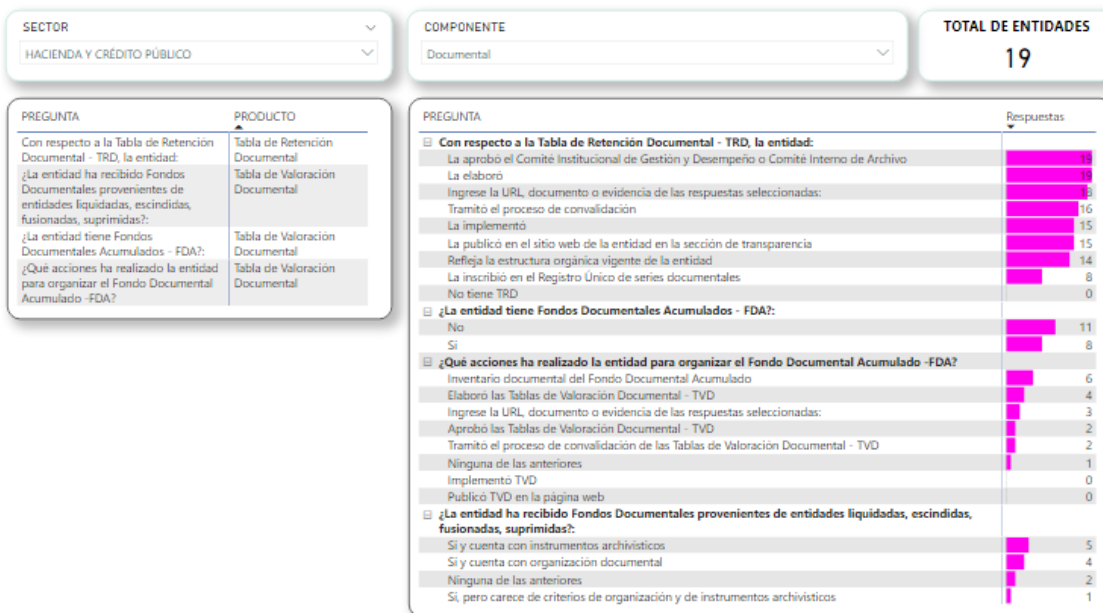 SECTOR
HACIENDA Y CRÉDITO PÚBLICO
COMPONENTE
Documental
TOTAL DE ENTIDADES
19
PREGUNTA PRODUCTO
Con respecto a la Tabla de Retención Tabla de Retención
Documental - TRD, la entidad: Documental
¿La entidad ha recibido Fondos Tabla de Valoración
Documentales provenientes de Documental
entidades liquidadas, escindidas,
fusionadas, suprimidas?:
¿La entidad tiene Fondos Tabla de Valoración
Documentales Acumulados - FDA?: Documental
¿Qué acciones ha realizado la entidad Tabla de Valoración
para organizar el Fondo Documental Documental
Acumulado -FDA?
PREGUNTA Respuestas
Con respecto a la Tabla de Retención Documental - TRD, la entidad:
La aprobó el Comité Institucional de Gestión y Desempeño o Comité Interno de Archivo 19
La elaboró 19
Ingrese la URL, documento o evidencia de las respuestas seleccionadas: 18
Tramitó el proceso de convalidación 16
La implementó 15
La publicó en el sitio web de la entidad en la sección de transparencia 15
Refleja la estructura orgánica vigente de la entidad 14
La inscribió en el Registro Único de series documentales 8
No tiene TRD 0
¿La entidad tiene Fondos Documentales Acumulados - FDA?:
No 11
Sí 8
¿Qué acciones ha realizado la entidad para organizar el Fondo Documental Acumulado -FDA?
Inventario documental del Fondo Documental Acumulado 6
Elaboró las Tablas de Valoración Documental - TVD 4
Ingrese la URL, documento o evidencia de las respuestas seleccionadas: 3
Aprobó las Tablas de Valoración Documental - TVD 2
Tramitó el proceso de convalidación de las Tablas de Valoración Documental - TVD 2
Ninguna de las anteriores 1
Implementó TVD 0
Publicó TVD en la página web 0
¿La entidad ha recibido Fondos Documentales provenientes de entidades liquidadas, escindidas,
fusionadas, suprimidas?:
Sí y cuenta con instrumentos archivísticos 5
Sí y cuenta con organización documental 4
Ninguna de las anteriores 2
Sí, pero carece de criterios de organización y de instrumentos archivísticos 1